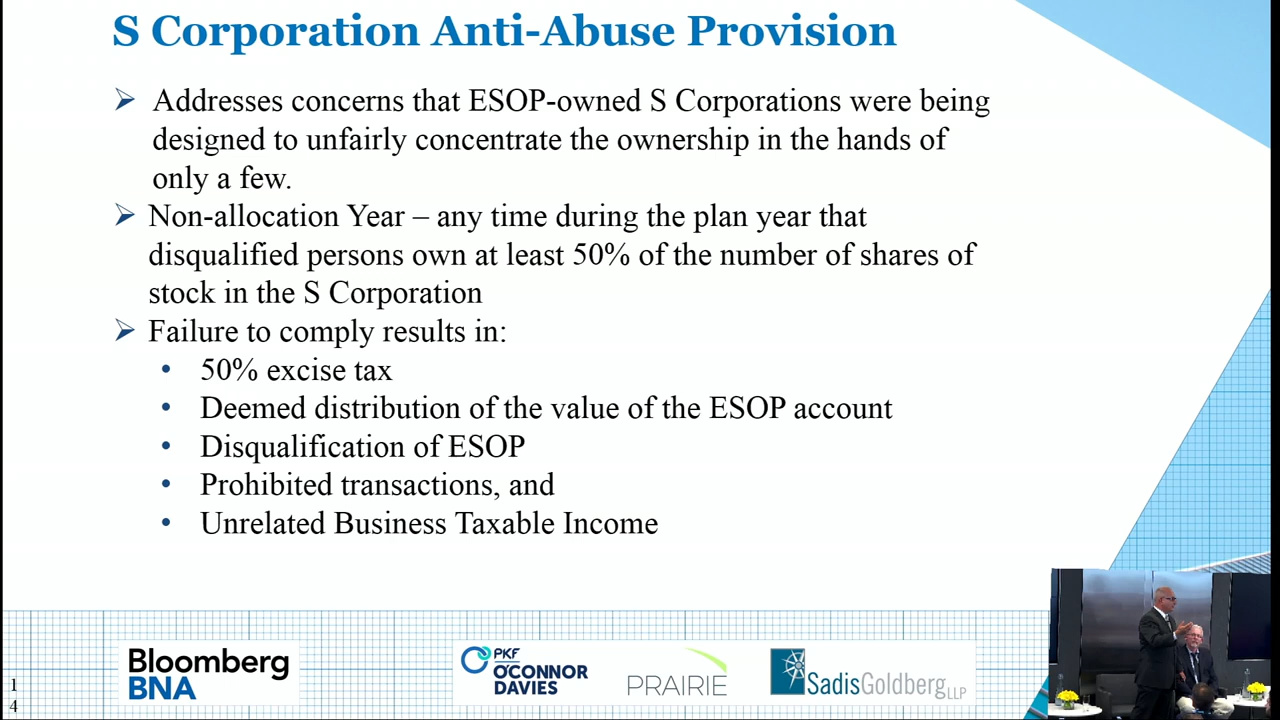 S Corporation Anti-Abuse Provision
➢ Addresses concerns that ESOP-owned S Corporations were being
designed to unfairly concentrate the ownership in the hands of
only a few.
➢ Non-allocation Year – any time during the plan year that
disqualified persons own at least 50% of the number of shares of
stock in the S Corporation
➢ Failure to comply results in:
• 50% excise tax
• Deemed distribution of the value of the ESOP account
• Disqualification of ESOP
• Prohibited transactions, and
• Unrelated Business Taxable Income
1
4
Bloomberg
BNA
PKF
O'CONNOR
DAVIES
PRAIRIE
SadisGoldberg LLP